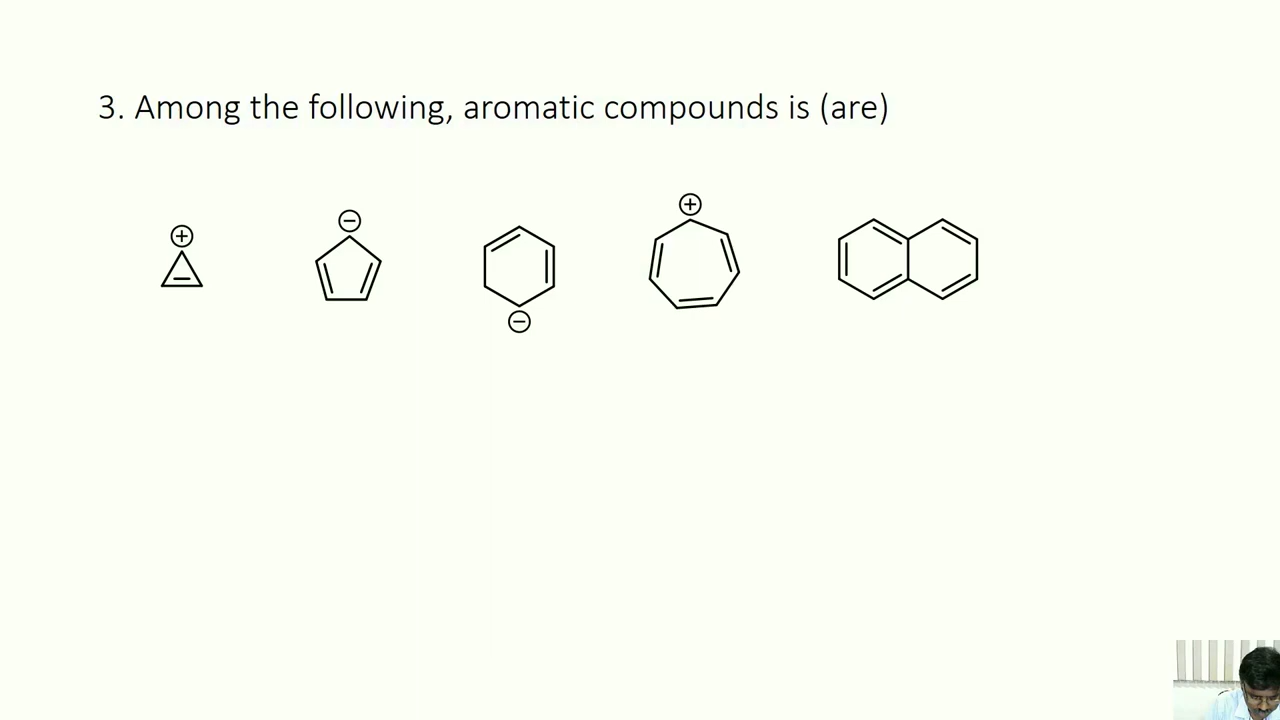 3. Among the following, aromatic compounds is (are)
+
−
−
+